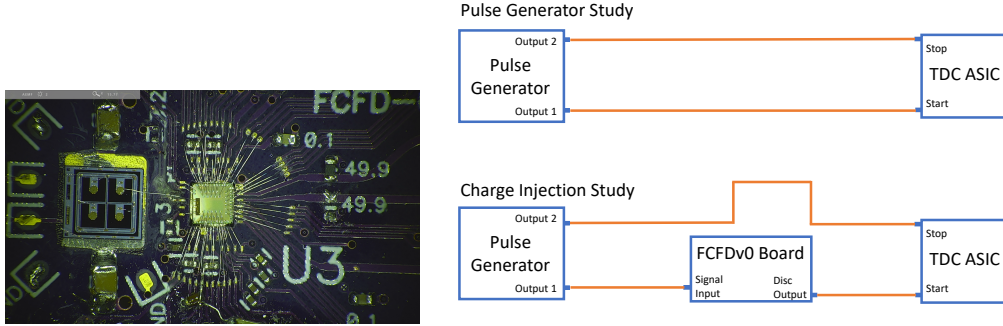 FCFD-
0.1
49.9
49.9
U3
0.1
Pulse Generator Study
Output 2
Pulse
Generator
Output 1
Stop
TDC ASIC
Start
Charge Injection Study
Output 2
Pulse
Generator
Output 1
FCFDv0 Board
Signal
Input
Disc
Output
Stop
TDC ASIC
Start